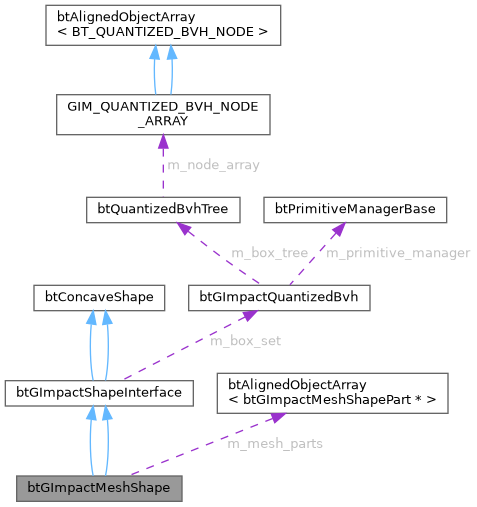 btAlignedObjectArray
< BT_QUANTIZED_BVH_NODE >
GIM_QUANTIZED_BVH_NODE
_ARRAY
m_node_array
btQuantizedBvhTree
btPrimitiveManagerBase
m_box_tree
m_primitive_manager
btConcaveShape
btGImpactQuantizedBvh
m_box_set
btGImpactShapeInterface
btAlignedObjectArray
< btGImpactMeshShapePart * >
m_mesh_parts
btGImpactMeshShape